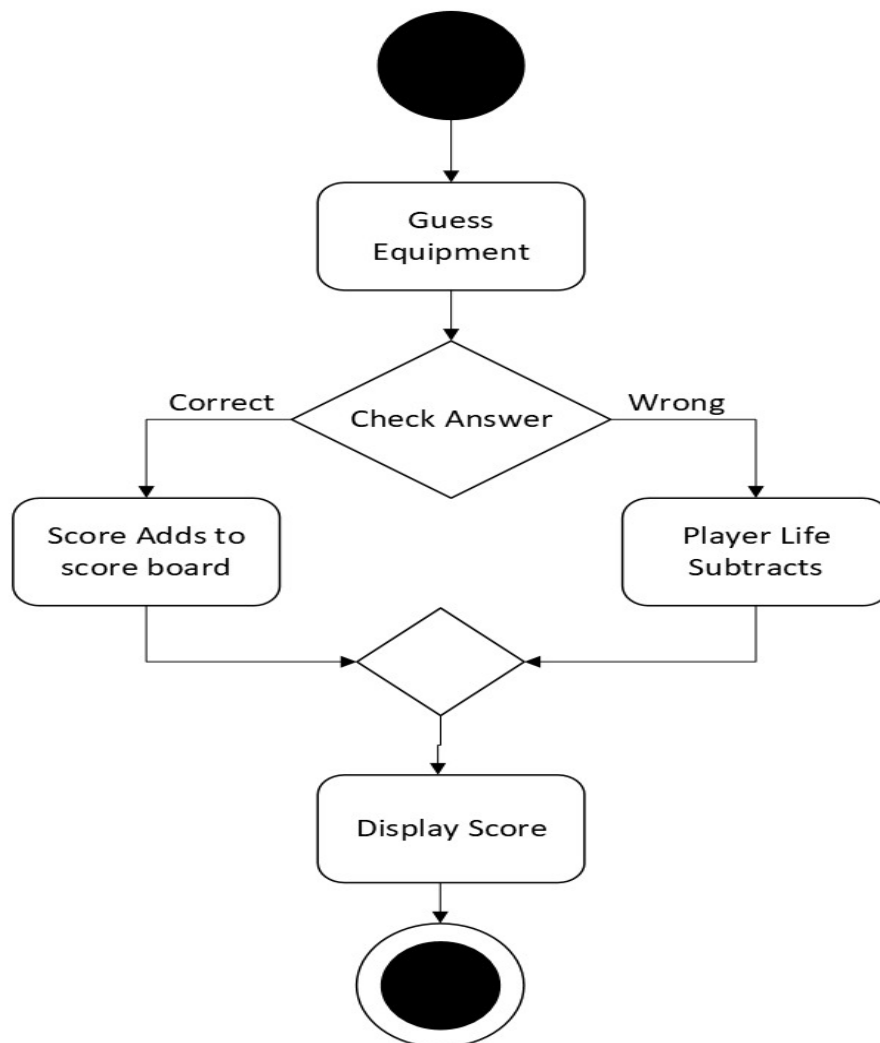 Guess
Equipment
Correct
Check Answer
Wrong
Score Adds to
score board
Player Life
Subtracts
Display Score